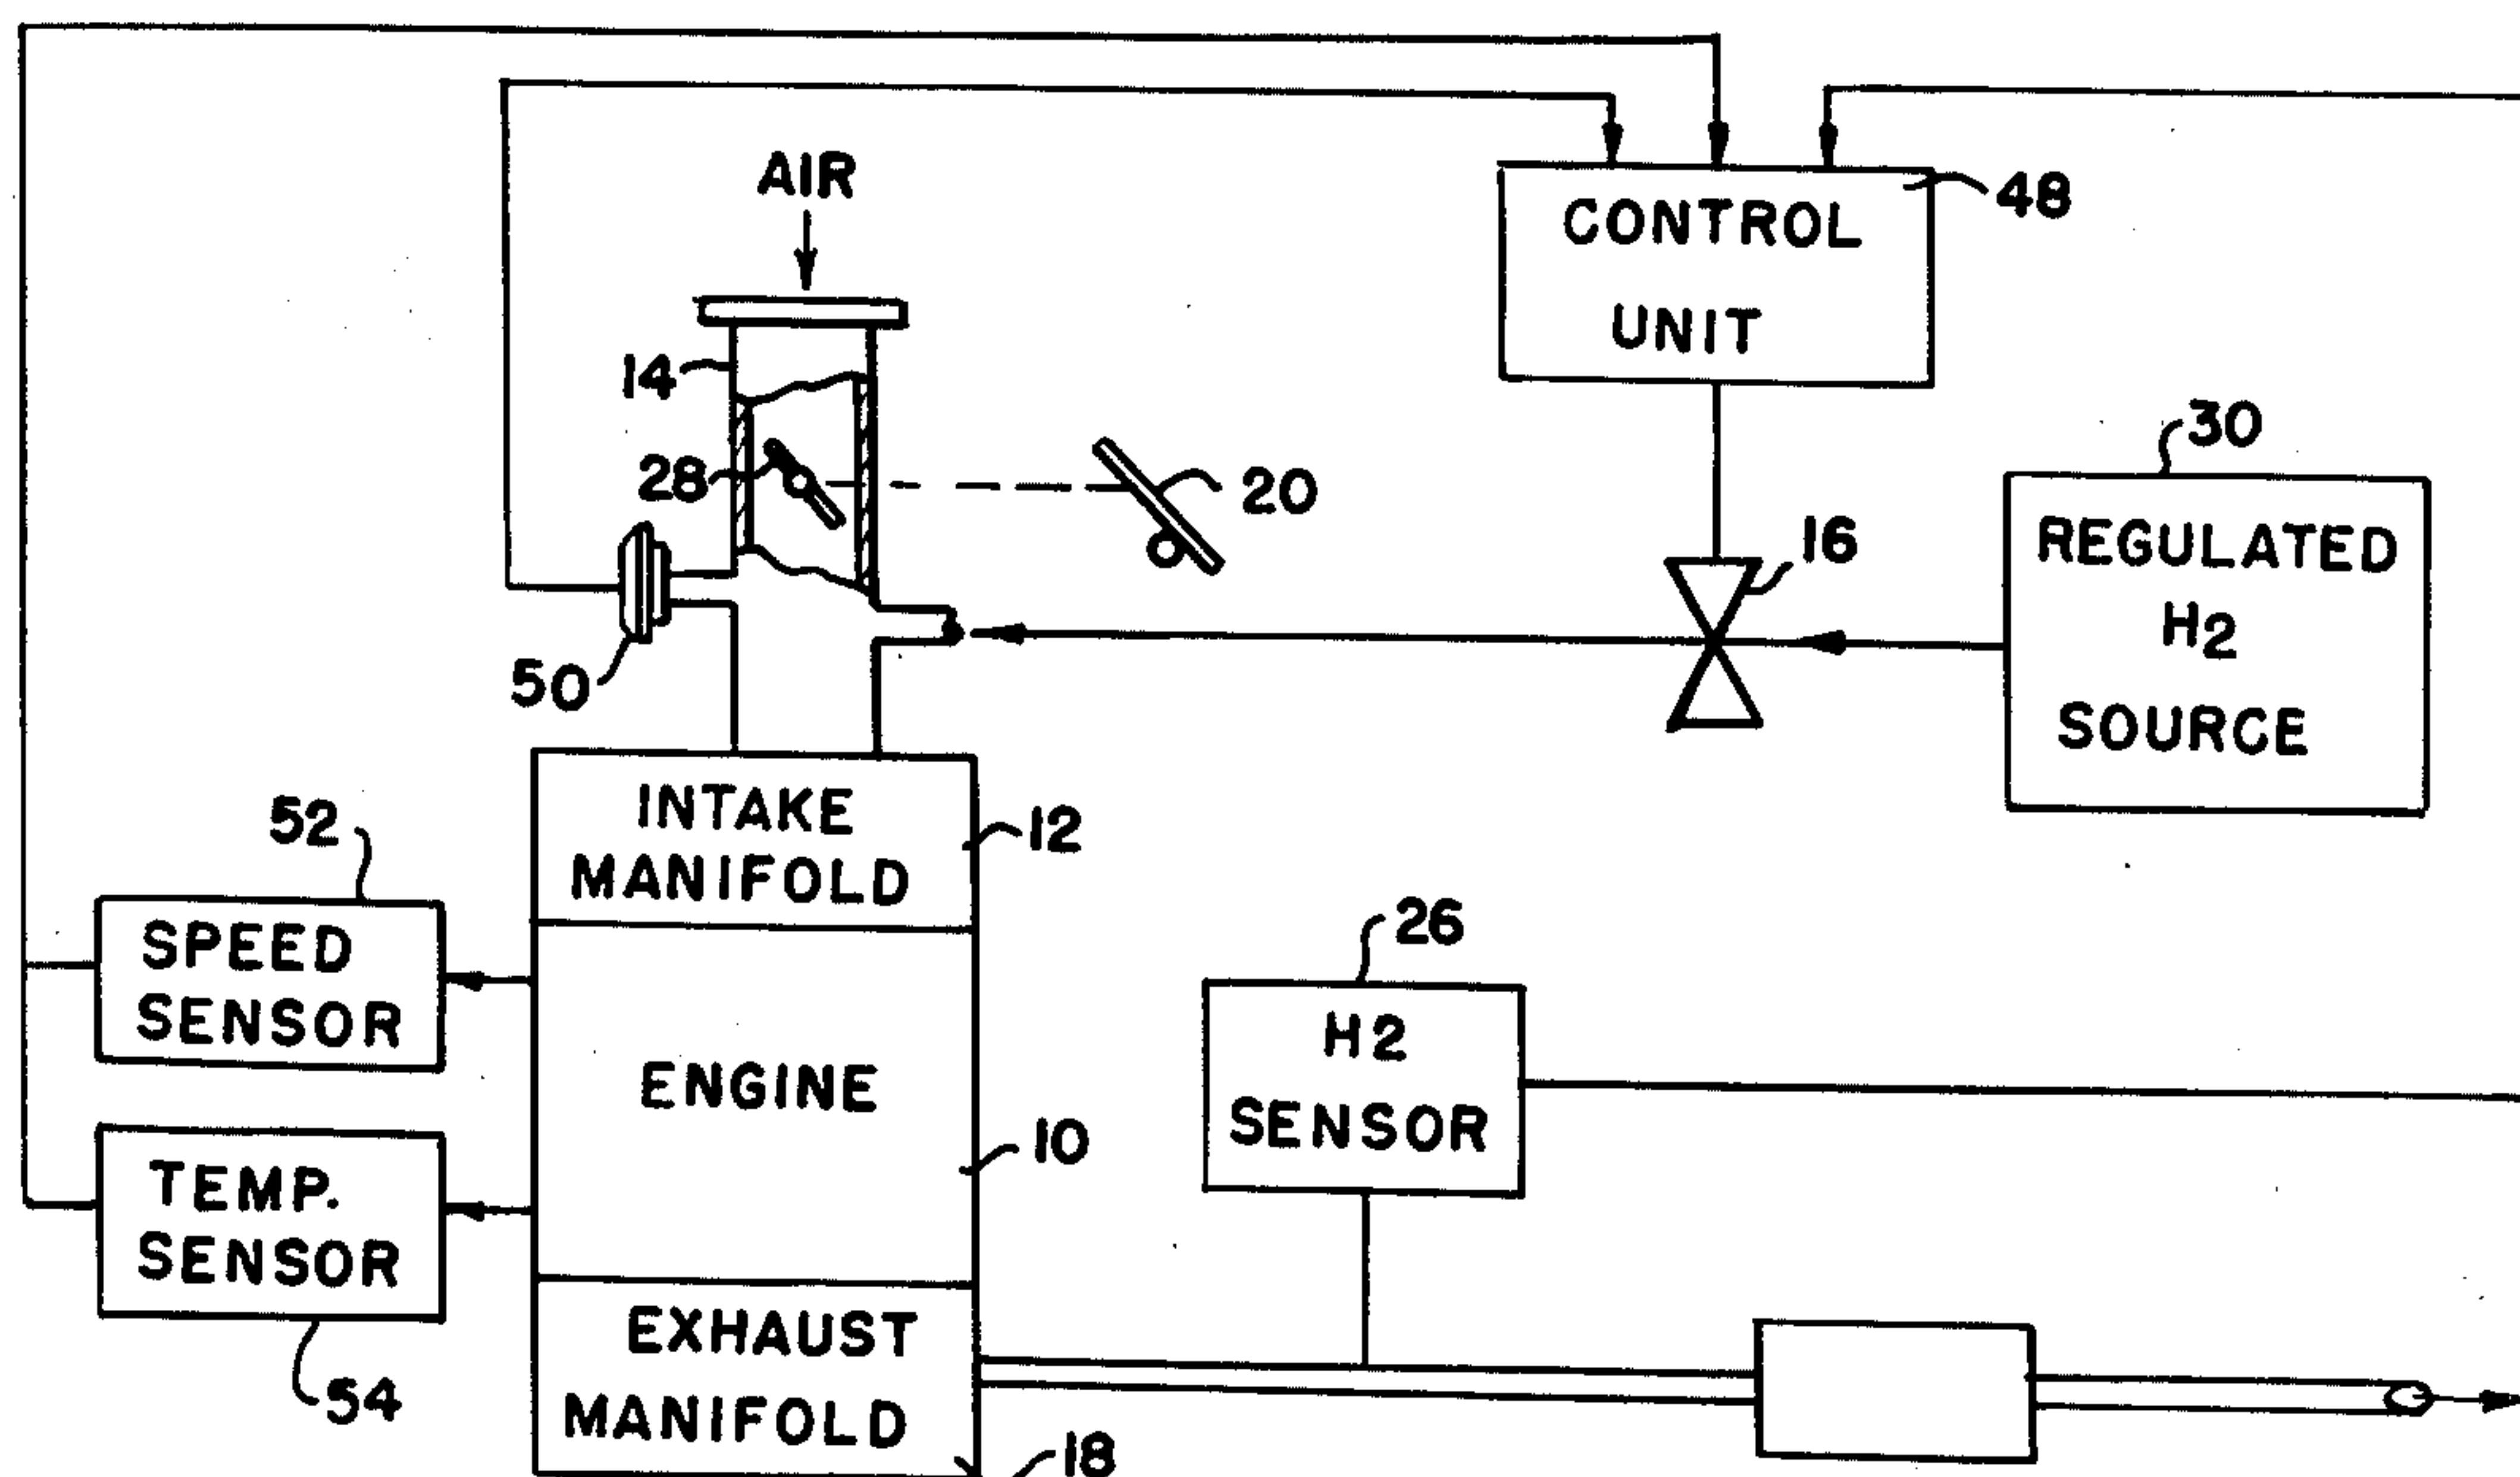 AIR
CONTROL
UNIT
48
14
28
20
30
16
REGULATED
H2
SOURCE
50
INTAKE
MANIFOLD
12
52
SPEED
SENSOR
26
H2
SENSOR
ENGINE
10
TEMP.
SENSOR
54
EXHAUST
MANIFOLD
18